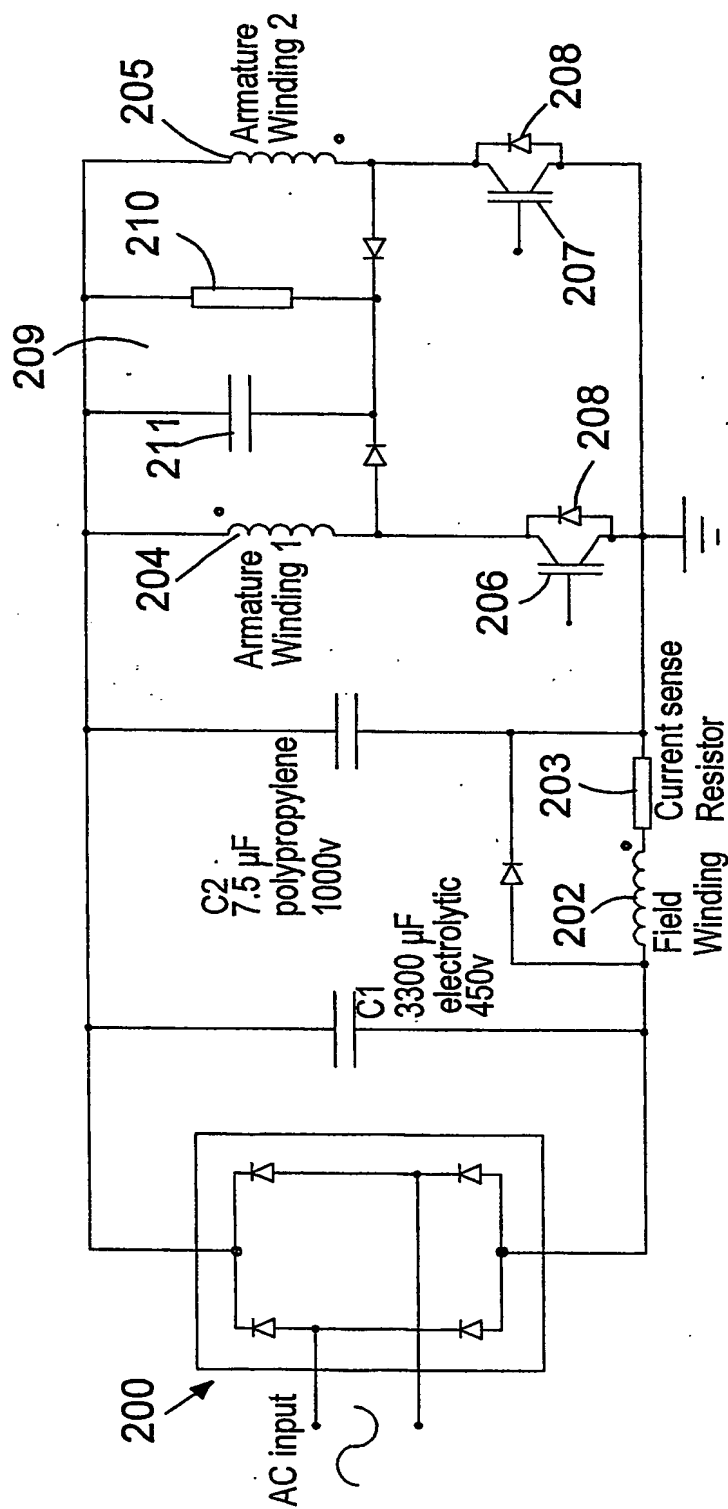 200
AC input
C1
3300 µF
electrolytic
450v
C2
7.5 µF
polypropylene
1000v
202
Field
Winding
203
Current sense
Resistor
204
Armature
Winding 1
206
208
211
209
210
205
Armature
Winding 2
207
208